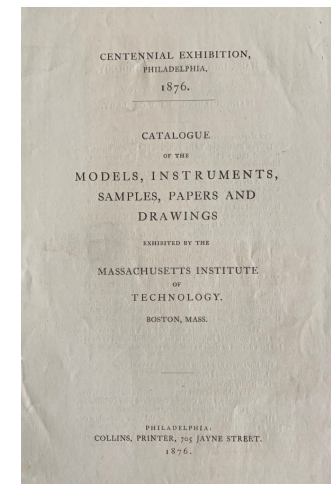 CENTENNIAL EXHIBITION,
PHILADELPHIA,
1876.
CATALOGUE
OF THE
MODELS, INSTRUMENTS,
SAMPLES, PAPERS AND
DRAWINGS
EXHIBITED BY THE
MASSACHUSETTS INSTITUTE
OF
TECHNOLOGY.
BOSTON, MASS.
PHILADELPHIA:
COLLINS, PRINTER, 705 JAYNE STREET.
1876.